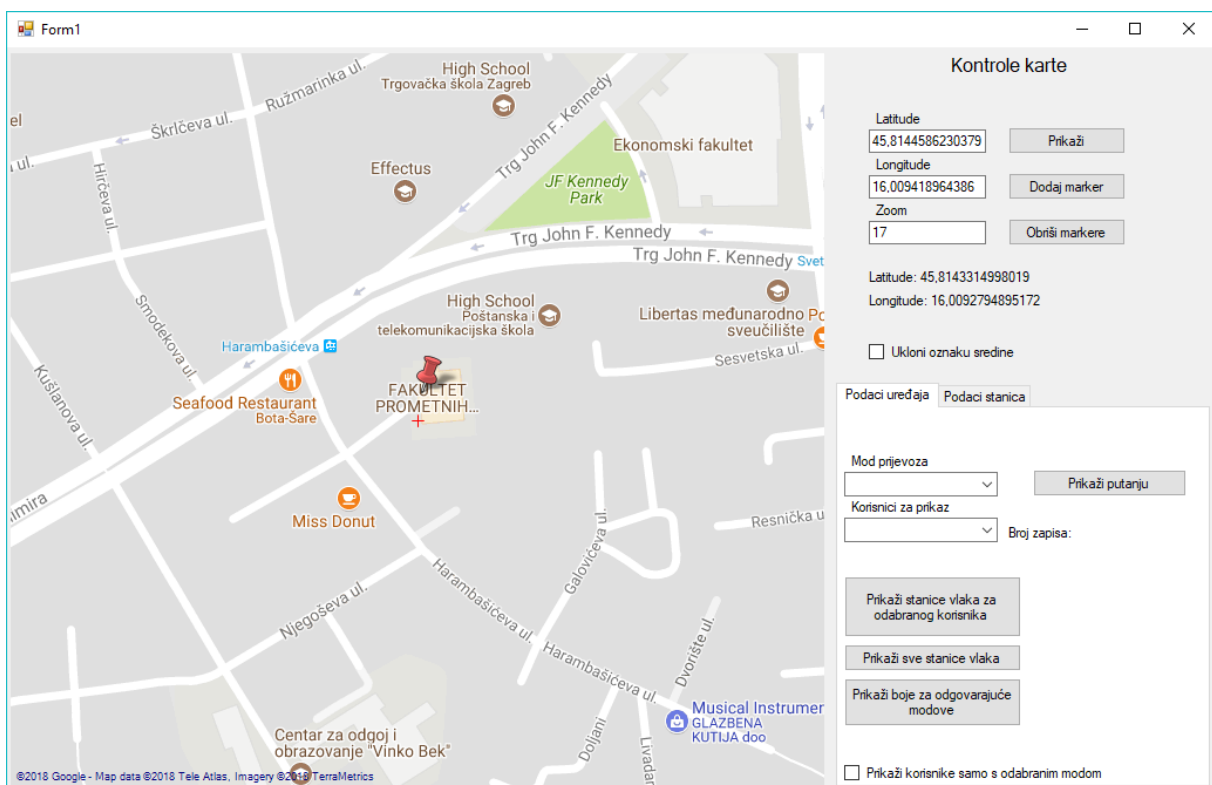 Form1
High School
Trgovačka škola Zagreb
Ružmarinka ul.
Škrlčeva ul.
el
ul.
Hirčeva ul.
Effectus
Trg John F. Kennedy
Ekonomski fakultet
JF Kennedy
Park
Trg John F. Kennedy
Trg John F. Kennedy
Svet
High School
Poštanska i
telekomunikacijska škola
Libertas međunarodno
sveučilište
Po
Smodekova ul.
Harambašićeva
Sesvetska ul.
Kušlanova ul.
Seafood Restaurant
Bota-Šare
FAKULTET
PROMETNIH...
mira
Miss Donut
Resnička u
Galovićeva ul.
Njegoševa ul.
Harambašićeva ul.
Harambašićeva ul.
Dvorište ul.
Musical Instrumen
GLAZBENA
KUTIJA doo
Doljani
Livadar
Centar za odgoj i
obrazovanje "Vinko Bek"
©2018 Google - Map data ©2018 Tele Atlas, Imagery ©2018 TerraMetrics
Kontrole karte
Latitude
45,8144586230379
Prikaži
Longitude
16,009418964386
Dodaj marker
Zoom
17
Obriši markere
Latitude: 45,8143314998019
Longitude: 16,0092794895172
Ukloni oznaku sredine
Podaci uređaja
Podaci stanica
Mod prijevoza
Prikaži putanju
Korisnici za prikaz
Broj zapisa:
Prikaži stanice vlaka za
odabranog korisnika
Prikaži sve stanice vlaka
Prikaži boje za odgovarajuće
modove
Prikaži korisnike samo s odabranim modom